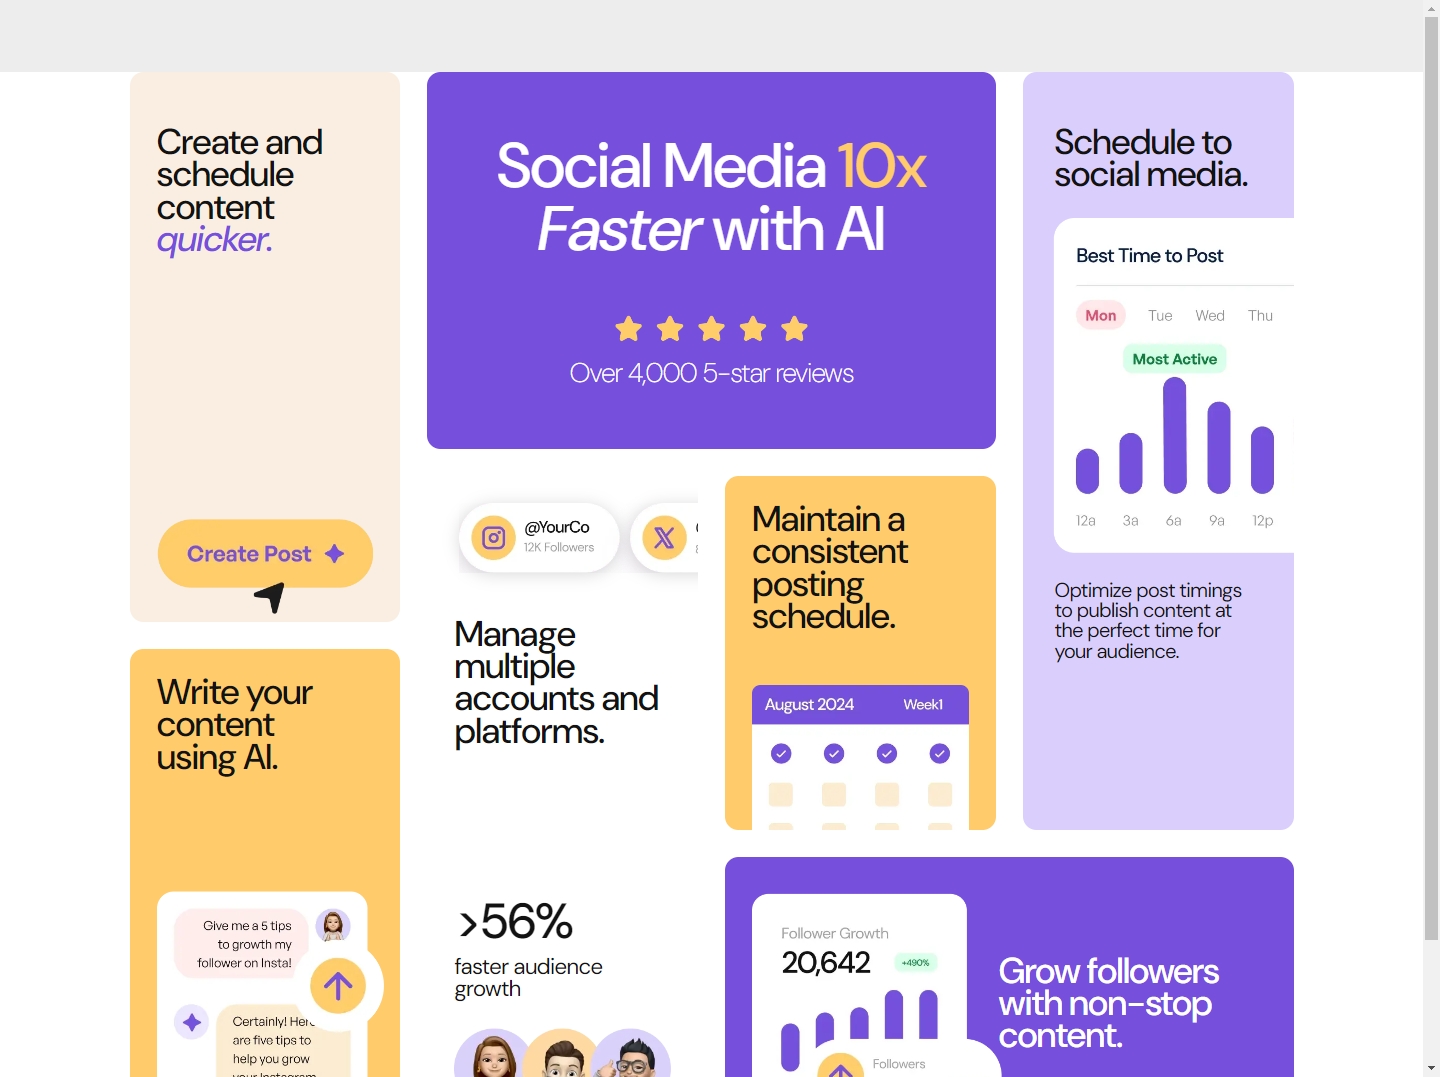 Create and
schedule
content
quicker.
Create Post
Social Media 10x
Faster with AI
Over 4,000 5-star reviews
Schedule to
social media.
Best Time to Post
Mon Tue Wed Thu
Most Active
12a 3a 6a 9a 12p
Optimize post timings
to publish content at
the perfect time for
your audience.
@YourCo
12K Followers
Manage
multiple
accounts and
platforms.
Maintain a
consistent
posting
schedule.
August 2024 Week1
Write your
content
using AI.
Give me a 5 tips
to growth my
follower on Insta!
Certainly! Here
are five tips to
help you grow
your Instagram
>56%
faster audience
growth
Follower Growth
20,642 +490%
Followers
Grow followers
with non-stop
content.